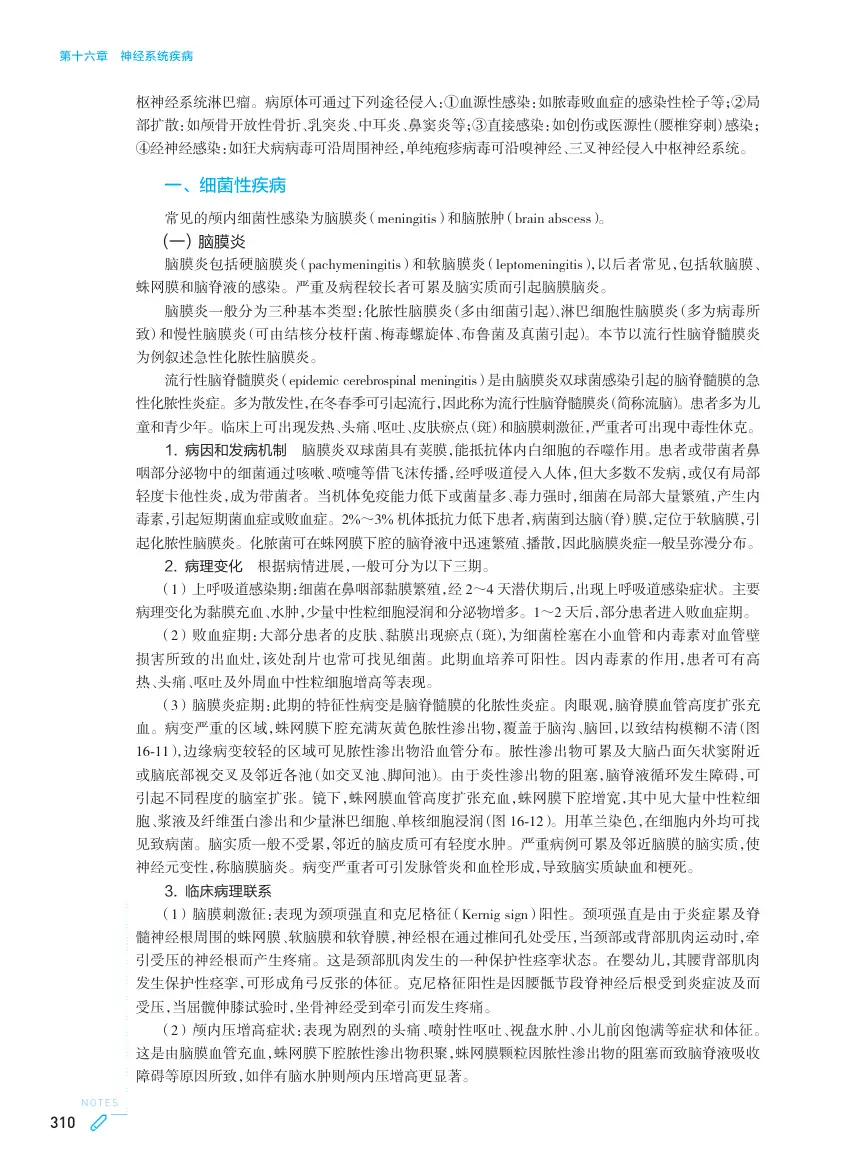 第十六章 神经系统疾病
枢神经系统淋巴瘤。病原体可通过下列途径侵入:①血源性感染:如脓毒败血症的感染性栓子等;②局
部扩散:如颅骨开放性骨折、乳突炎、中耳炎、鼻窦炎等;③直接感染:如创伤或医源性(腰椎穿刺)感染;
④经神经感染:如狂犬病病毒可沿周围神经,单纯疱疹病毒可沿嗅神经、三叉神经侵入中枢神经系统。
一、细菌性疾病
常见的颅内细菌性感染为脑膜炎(meningitis)和脑脓肿(brain abscess)。
(一)脑膜炎
脑膜炎包括硬脑膜炎(pachymeningitis)和软脑膜炎(leptomeningitis),以后者常见,包括软脑膜、
蛛网膜和脑脊液的感染。严重及病程较长者可累及脑实质而引起脑膜脑炎。
脑膜炎一般分为三种基本类型:化脓性脑膜炎(多由细菌引起)、淋巴细胞性脑膜炎(多为病毒所
致)和慢性脑膜炎(可由结核分枝杆菌、梅毒螺旋体、布鲁菌及真菌引起)。本节以流行性脑脊髓膜炎
为例叙述急性化脓性脑膜炎。
流行性脑脊髓膜炎(epidemic cerebrospinal meningitis)是由脑膜炎双球菌感染引起的脑脊髓膜的急
性化脓性炎症。多为散发性,在冬春季可引起流行,因此称为流行性脑脊髓膜炎(简称流脑)。患者多为儿
童和青少年。临床上可出现发热、头痛、呕吐、皮肤瘀点(斑)和脑膜刺激征,严重者可出现中毒性休克。
1. 病因和发病机制 脑膜炎双球菌具有荚膜,能抵抗体内白细胞的吞噬作用。患者或带菌者鼻
咽部分泌物中的细菌通过咳嗽、喷嚏等借飞沫传播,经呼吸道侵入人体,但大多数不发病,或仅有局部
轻度卡他性炎,成为带菌者。当机体免疫能力低下或菌量多、毒力强时,细菌在局部大量繁殖,产生内
毒素,引起短期菌血症或败血症。2%～3%机体抵抗力低下患者,病菌到达脑(脊)膜,定位于软脑膜,引
起化脓性脑膜炎。化脓菌可在蛛网膜下腔的脑脊液中迅速繁殖、播散,因此脑膜炎症一般呈弥漫分布。
2. 病理变化 根据病情进展,一般可分为以下三期。
(1)上呼吸道感染期:细菌在鼻咽部黏膜繁殖,经 2～4 天潜伏期后,出现上呼吸道感染症状。主要
病理变化为黏膜充血、水肿,少量中性粒细胞浸润和分泌物增多。1～2 天后,部分患者进入败血症期。
(2)败血症期:大部分患者的皮肤、黏膜出现瘀点(斑),为细菌栓塞在小血管和内毒素对血管壁
损害所致的出血灶,该处刮片也常可找见细菌。此期血培养可阳性。因内毒素的作用,患者可有高
热、头痛、呕吐及外周血中性粒细胞增高等表现。
(3)脑膜炎症期:此期的特征性病变是脑脊髓膜的化脓性炎症。肉眼观,脑脊膜血管高度扩张充
血。病变严重的区域,蛛网膜下腔充满灰黄色脓性渗出物,覆盖于脑沟、脑回,以致结构模糊不清(图
16-11),边缘病变较轻的区域可见脓性渗出物沿血管分布。脓性渗出物可累及大脑凸面矢状窦附近
或脑底部视交叉及邻近各池(如交叉池、脚间池)。由于炎性渗出物的阻塞,脑脊液循环发生障碍,可
引起不同程度的脑室扩张。镜下,蛛网膜血管高度扩张充血,蛛网膜下腔增宽,其中见大量中性粒细
胞、浆液及纤维蛋白渗出和少量淋巴细胞、单核细胞浸润(图 16-12)。用革兰染色,在细胞内外均可找
见致病菌。脑实质一般不受累,邻近的脑皮质可有轻度水肿。严重病例可累及邻近脑膜的脑实质,使
神经元变性,称脑膜脑炎。病变严重者可引发脉管炎和血栓形成,导致脑实质缺血和梗死。
3. 临床病理联系
(1)脑膜刺激征:表现为颈项强直和克尼格征(Kernig sign)阳性。颈项强直是由于炎症累及脊
髓神经根周围的蛛网膜、软脑膜和软脊膜,神经根在通过椎间孔处受压,当颈部或背部肌肉运动时,牵
引受压的神经根而产生疼痛。这是颈部肌肉发生的一种保护性痉挛状态。在婴幼儿,其腰背部肌肉
发生保护性痉挛,可形成角弓反张的体征。克尼格征阳性是因腰骶节段脊神经后根受到炎症波及而
受压,当屈髋伸膝试验时,坐骨神经受到牵引而发生疼痛。
(2)颅内压增高症状:表现为剧烈的头痛、喷射性呕吐、视盘水肿、小儿前囟饱满等症状和体征。
这是由脑膜血管充血,蛛网膜下腔脓性渗出物积聚,蛛网膜颗粒因脓性渗出物的阻塞而致脑脊液吸收
障碍等原因所致,如伴有脑水肿则颅内压增高更显著。
NOTES
310